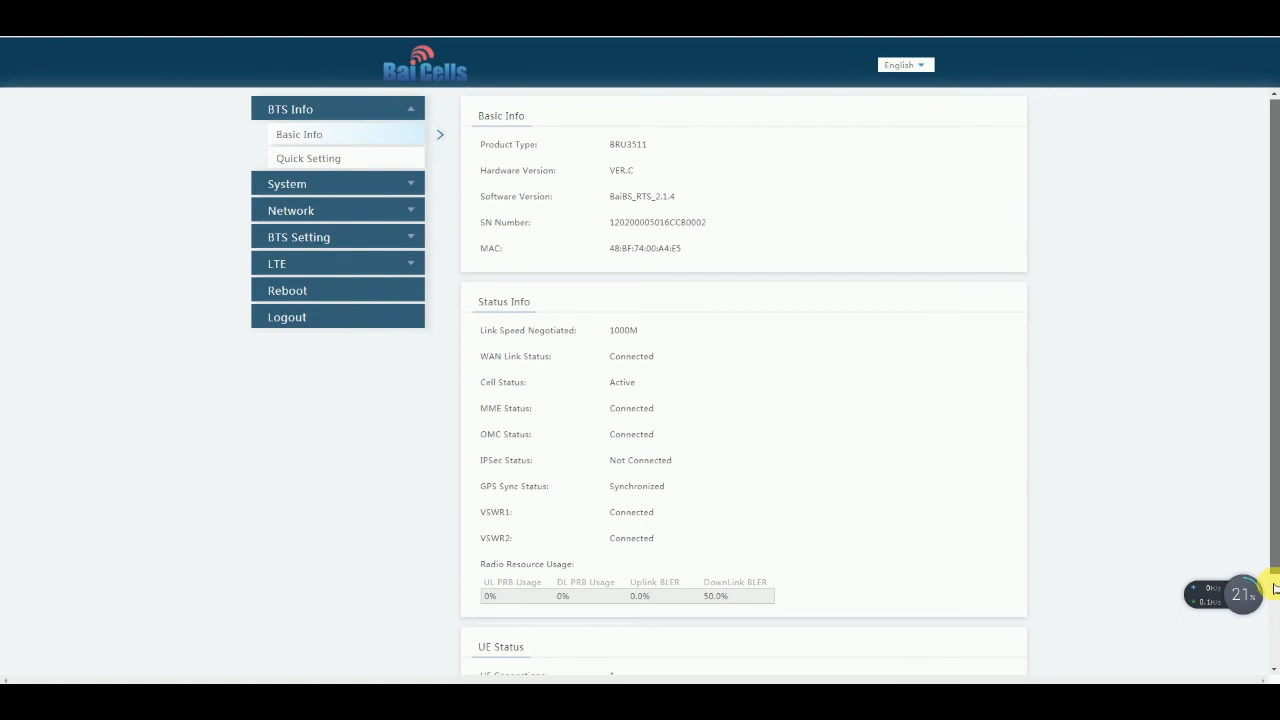 BaiCells
English
BTS Info
Basic Info
Quick Setting
System
Network
BTS Setting
LTE
Reboot
Logout
Basic Info
Product Type: BRU3511
Hardware Version: VER.C
Software Version: BaiBS_RTS_2.1.4
SN Number: 120200005016CCB0002
MAC: 48:BF:74:00:A4:E5
Status Info
Link Speed Negotiated: 1000M
WAN Link Status: Connected
Cell Status: Active
MME Status: Connected
OMC Status: Connected
IPSec Status: Not Connected
GPS Sync Status: Synchronized
VSWR1: Connected
VSWR2: Connected
Radio Resource Usage:
UL PRB Usage DL PRB Usage Uplink BLER DownLink BLER
0% 0% 0.0% 50.0%
0K/s
0.1K/s
21%
UE Status